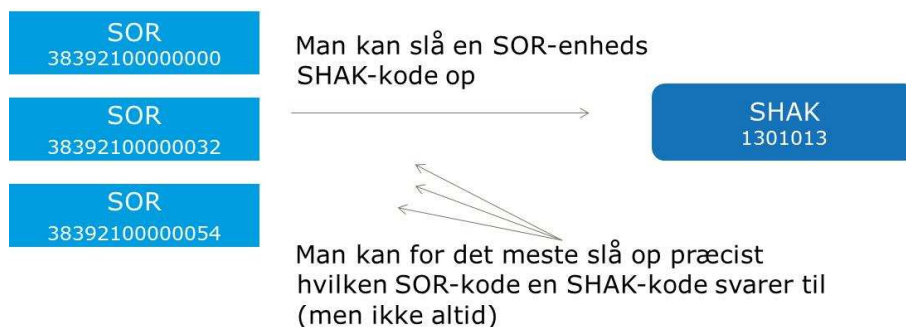 SOR
38392100000000
SOR
38392100000032
SOR
38392100000054
Man kan slå en SOR-enheds
SHAK-kode op
SHAK
1301013
Man kan for det meste slå op præcist
hvilken SOR-kode en SHAK-kode svarer til
(men ikke altid)